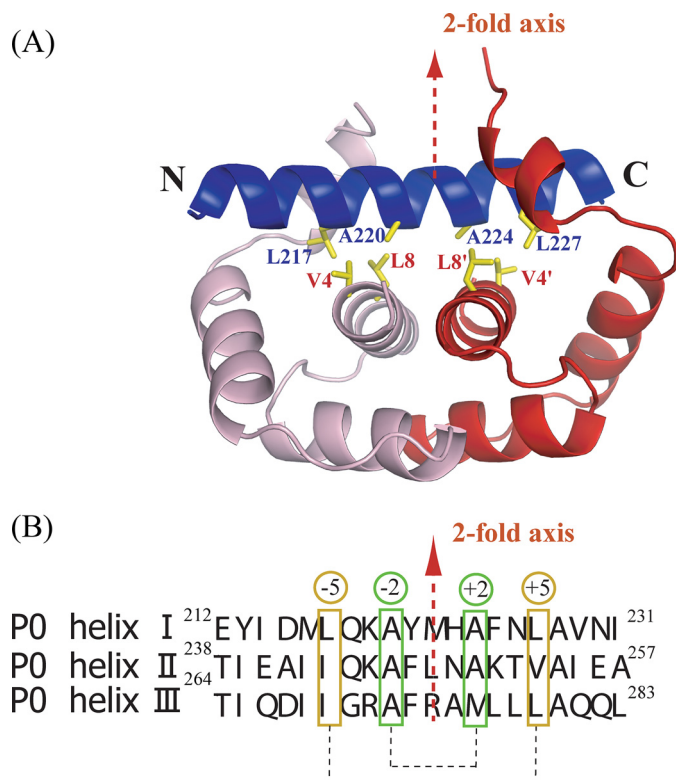 (A)
2-fold axis
N
C
L217
A220
A224
L227
V4
L8
L8'
V4'
(B)
2-fold axis
-5 -2 +2 +5
P0 helix I 212 EYIDMLQKAYMHAFNLAVNI 231
P0 helix II 238 TIEAIIQKAFLNAKTVAIEA 257
P0 helix III 264 TIQDIIGRAFRAMLLLAQQL 283